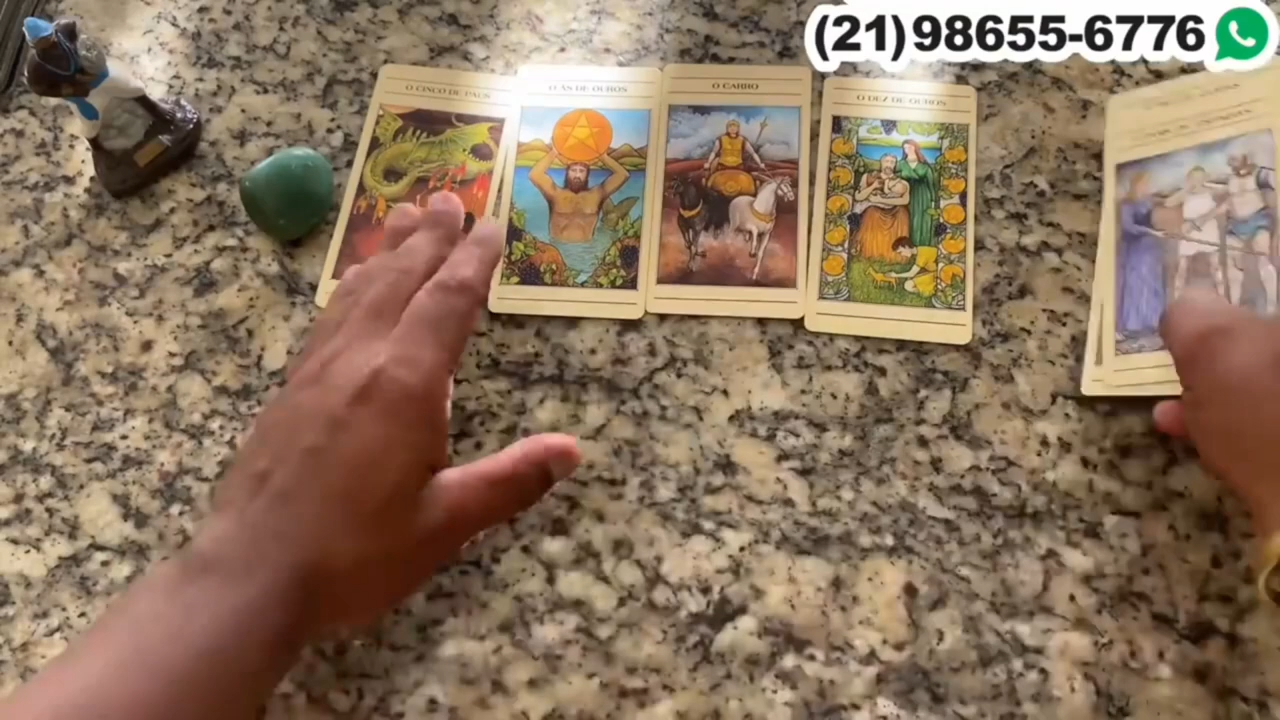 (21)98655-6776
O CINCO DE PAUS
O ÁS DE OUROS
O CARRO
O DEZ DE OUROS